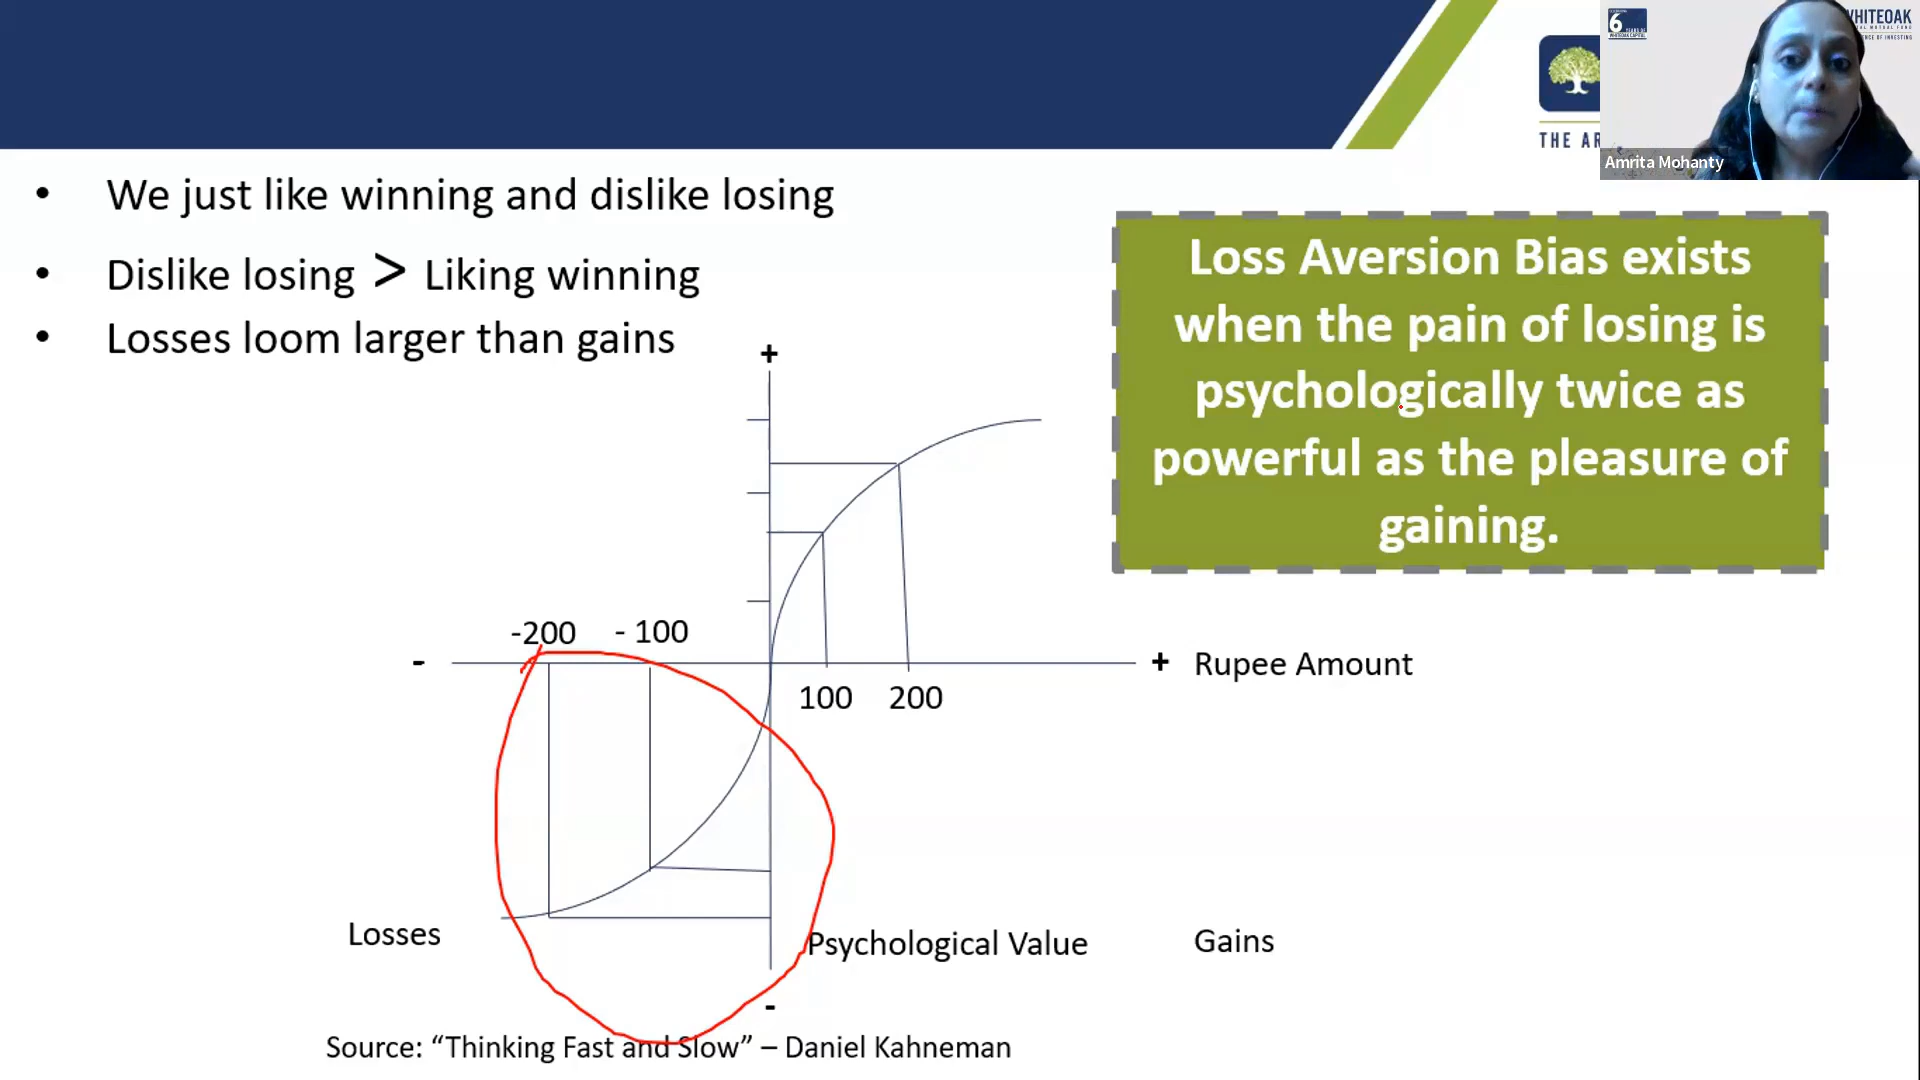 6
WHITEOAK
THE AR
Amrita Mohanty
• We just like winning and dislike losing
• Dislike losing > Liking winning
• Losses loom larger than gains
Loss Aversion Bias exists
when the pain of losing is
psychologically twice as
powerful as the pleasure of
gaining.
+
-200 - 100
- + Rupee Amount
100 200
Losses Psychological Value Gains
-
Source: “Thinking Fast and Slow” – Daniel Kahneman